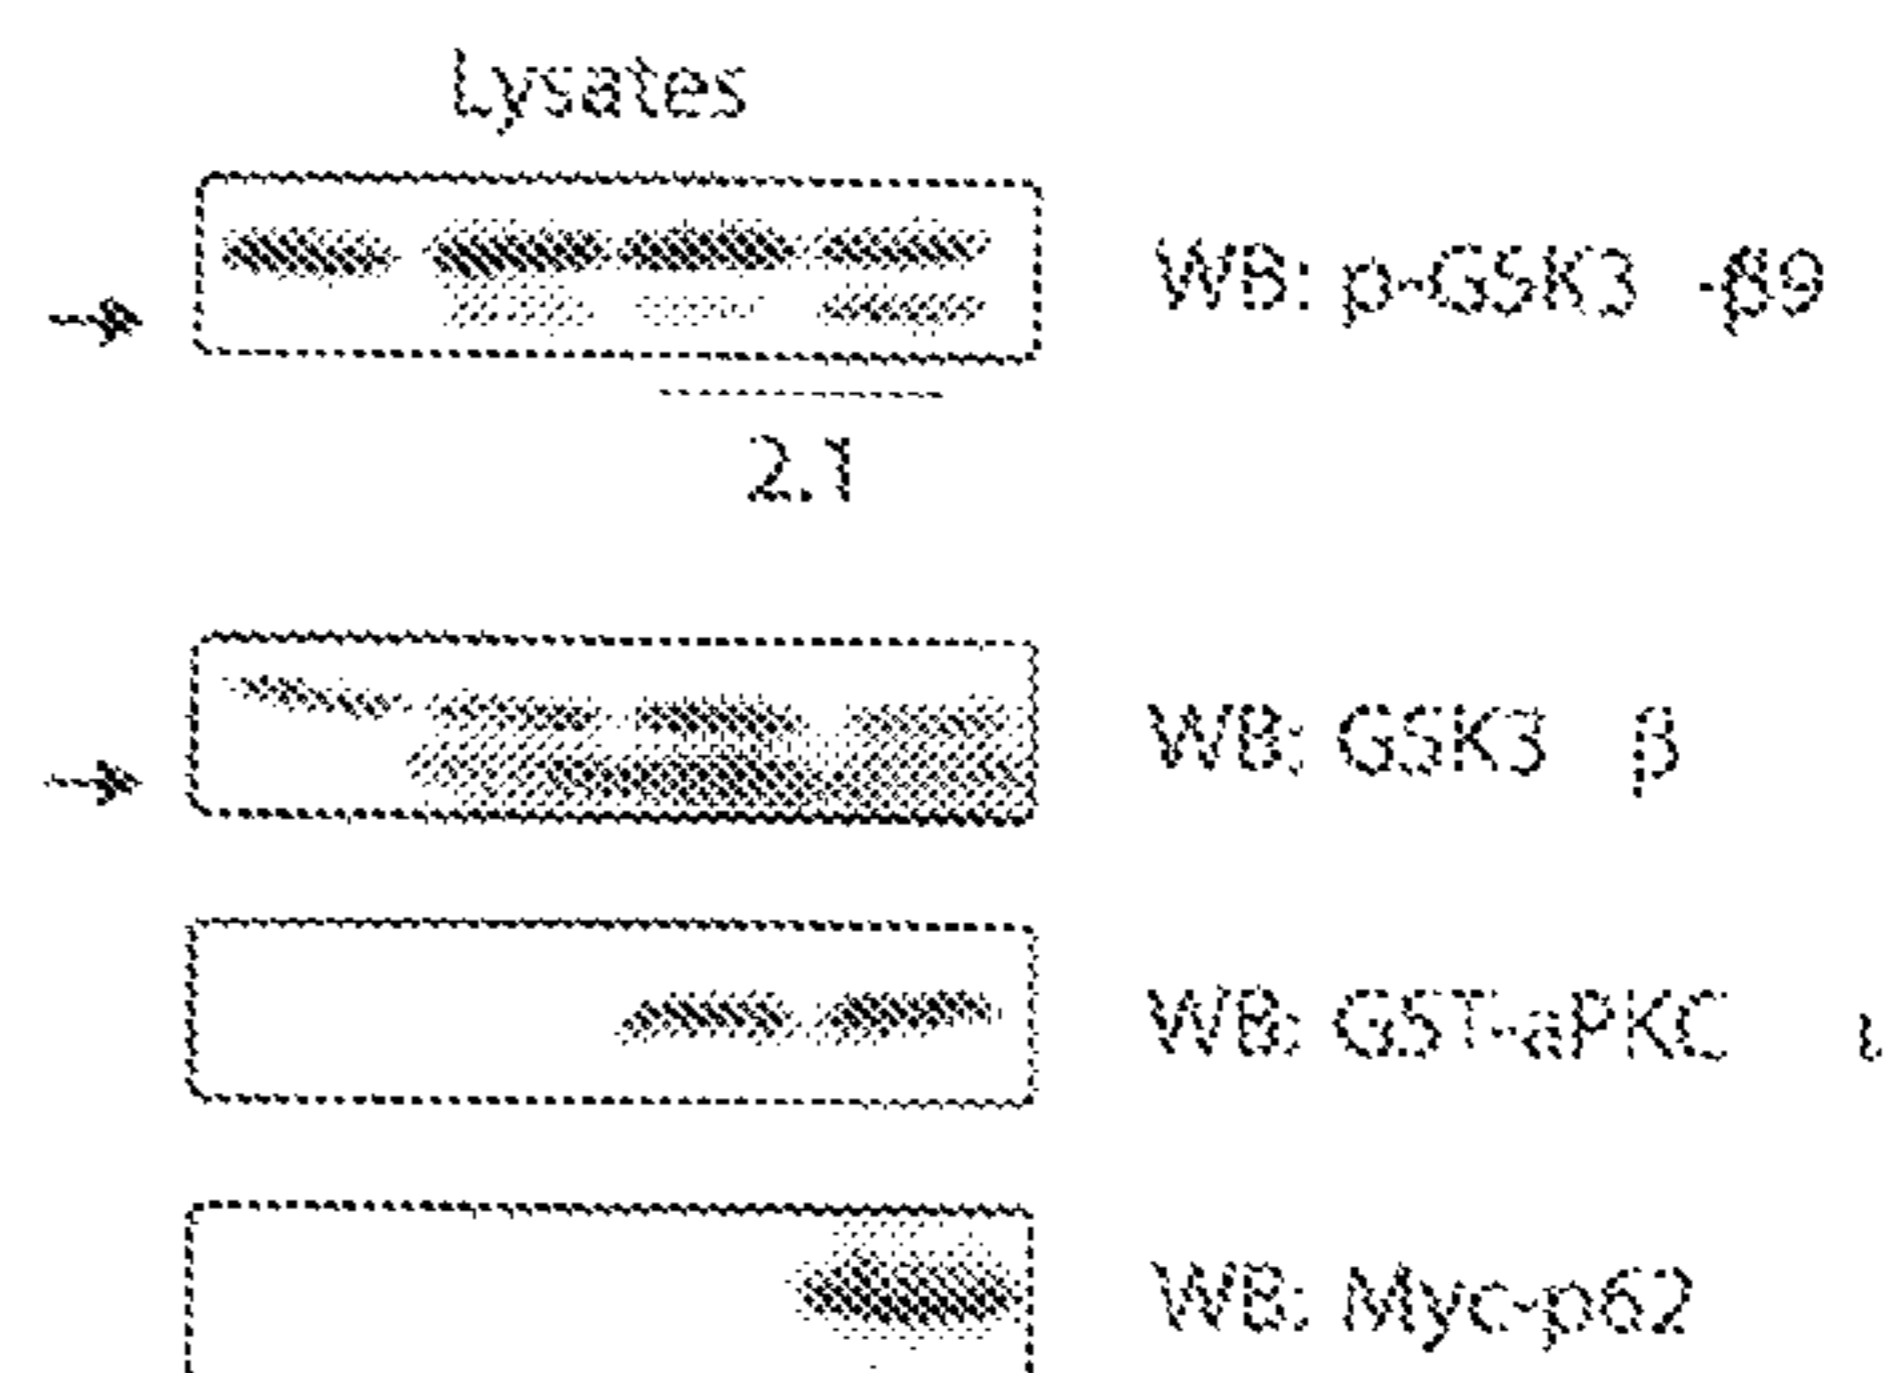 Lysates
WB: p-GSK3 -β9
2.1
WB: GSK3 β
WB: GST-aPKC ι
WB: Myc-p62